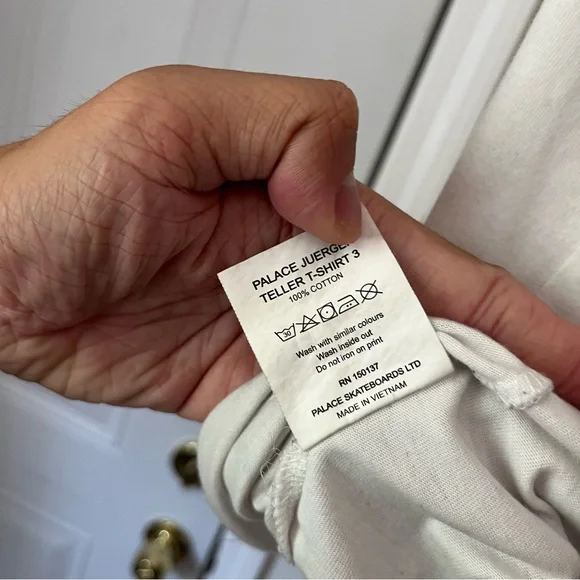 PALACE JUERGE
TELLER T-SHIRT 3
100% COTTON
30
Wash with similar colours
Wash inside out
Do not iron on print
RN 150137
PALACE SKATEBOARDS LTD
MADE IN VIETNAM